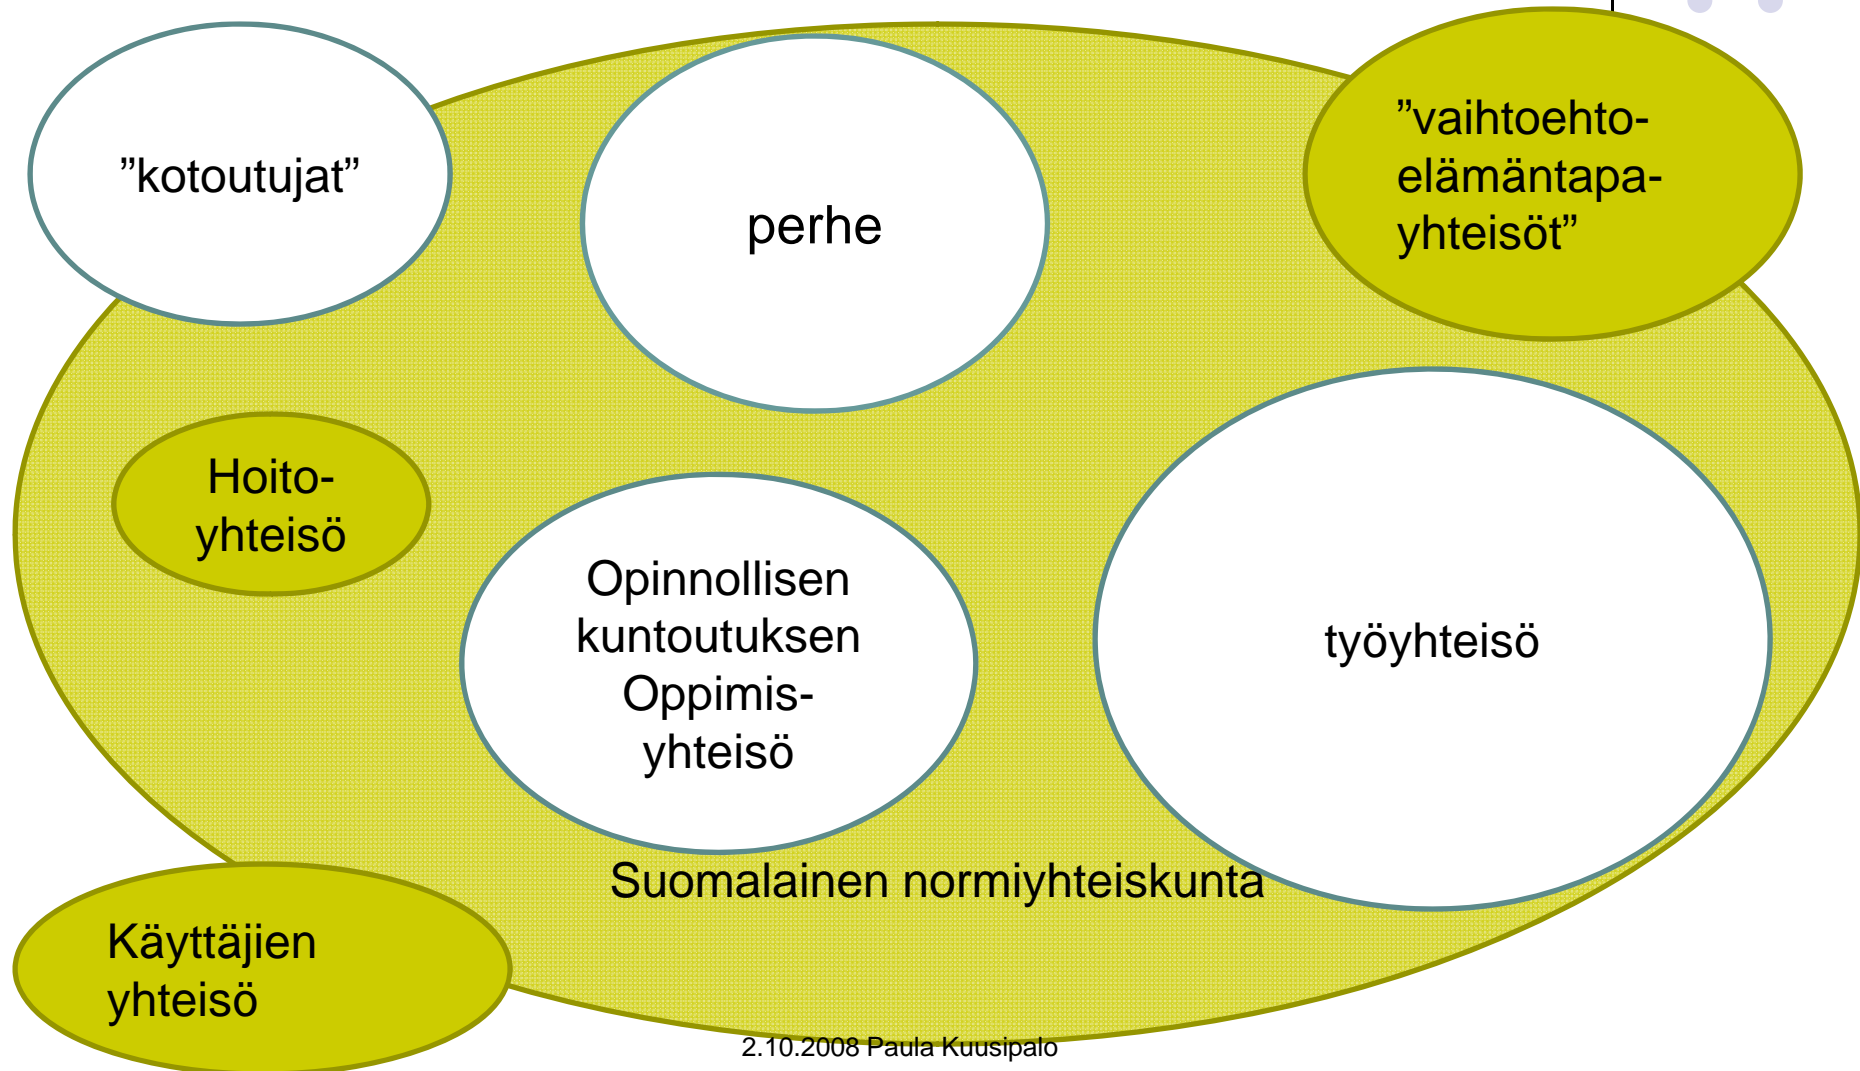 ”kotoutujat”
perhe
”vaihtoehto-
elämäntapa-
yhteisöt”
Hoito-
yhteisö
Opinnollisen
kuntoutuksen
Oppimis-
yhteisö
työyhteisö
Suomalainen normiyhteiskunta
Käyttäjien
yhteisö
2.10.2008 Paula Kuusipalo